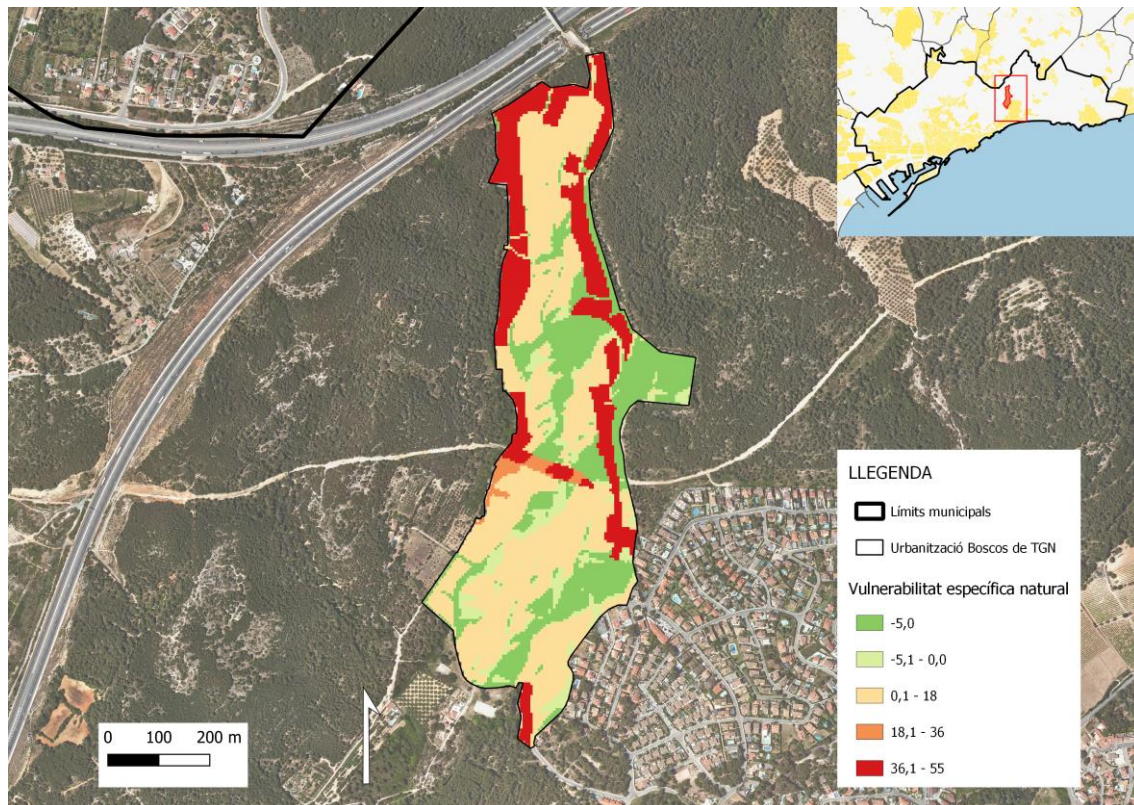 LLEGENDA
Límits municipals
Urbanització Boscos de TGN
Vulnerabilitat específica natural
-5,0
-5,1 - 0,0
0,1 - 18
18,1 - 36
36,1 - 55
0 100 200 m